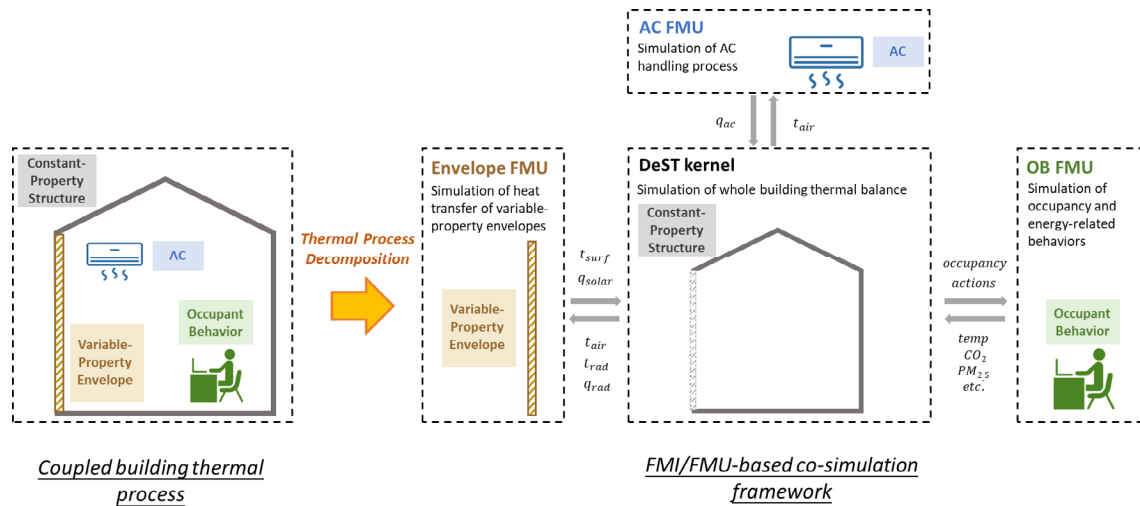 AC FMU
Simulation of AC
handling process
AC
q_ac
t_air
Constant-
Property
Structure
AC
Variable-
Property
Envelope
Occupant
Behavior
Thermal Process
Decomposition
Envelope FMU
Simulation of heat
transfer of variable-
property envelopes
Variable-
Property
Envelope
t_surf
q_solar
t_air
t_rad
q_rad
DeST kernel
Simulation of whole building thermal balance
Constant-
Property
Structure
occupancy
actions
temp
CO_2
PM_2.5
etc.
OB FMU
Simulation of
occupancy and
energy-related
behaviors
Occupant
Behavior
Coupled building thermal
process
FMI/FMU-based co-simulation
framework